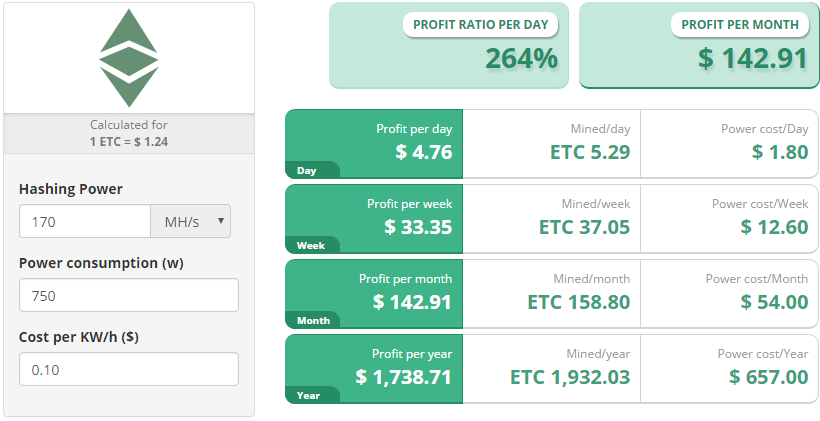 PROFIT RATIO PER DAY
264%
PROFIT PER MONTH
$ 142.91
Calculated for
1 ETC = $ 1.24
Hashing Power
170
MH/s
Power consumption (w)
750
Cost per KW/h ($)
0.10
Profit per day
$ 4.76
Day
Mined/day
ETC 5.29
Power cost/Day
$ 1.80
Profit per week
$ 33.35
Week
Mined/week
ETC 37.05
Power cost/Week
$ 12.60
Profit per month
$ 142.91
Month
Mined/month
ETC 158.80
Power cost/Month
$ 54.00
Profit per year
$ 1,738.71
Year
Mined/year
ETC 1,932.03
Power cost/Year
$ 657.00